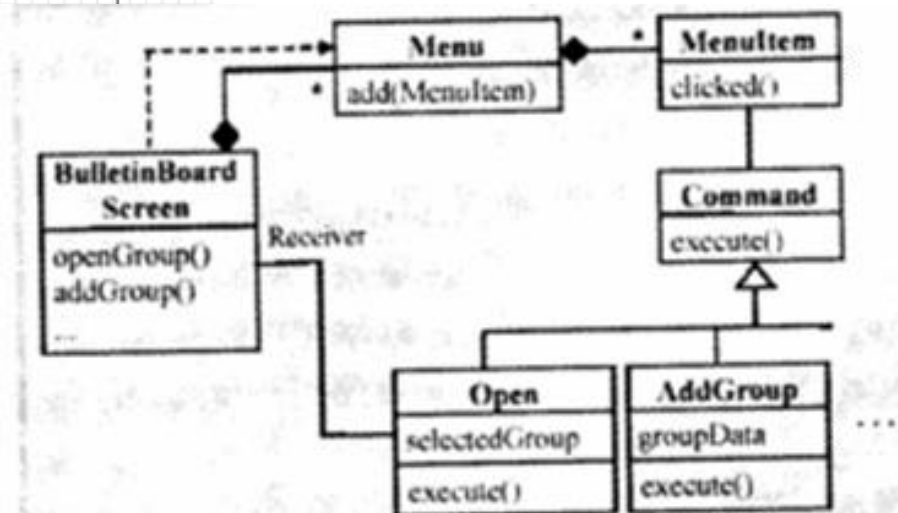 Menu
add(MenuItem)
*
*
MenuItem
clicked()
BulletinBoard
Screen
openGroup()
addGroup()
...
Receiver
Command
execute()
Open
selectedGroup
execute()
AddGroup
groupData
execute()
....